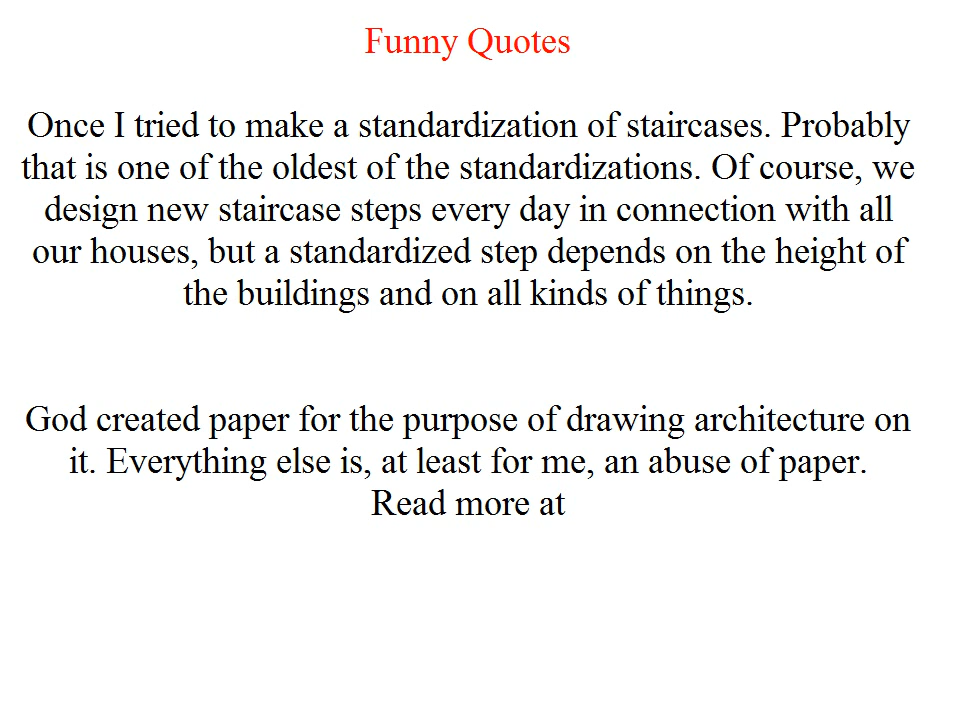 Funny Quotes
Once I tried to make a standardization of staircases. Probably
that is one of the oldest of the standardizations. Of course, we
design new staircase steps every day in connection with all
our houses, but a standardized step depends on the height of
the buildings and on all kinds of things.
God created paper for the purpose of drawing architecture on
it. Everything else is, at least for me, an abuse of paper.
Read more at